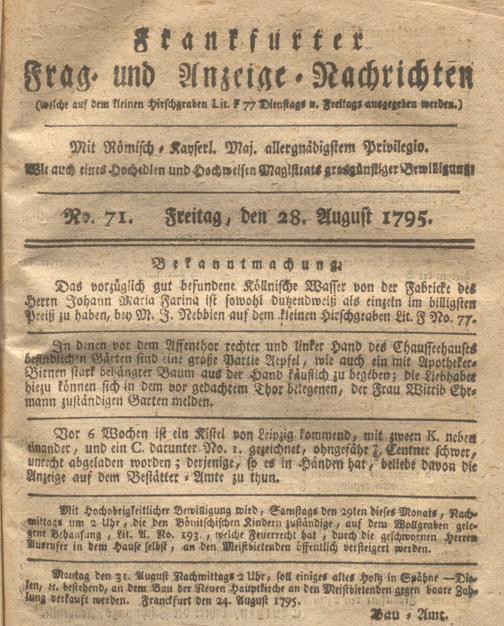 Frankfurter
Frag- und Anzeige-Nachrichten
(welche auf dem kleinen Hirschgraben Lit. F 77 Dienstags u. Freitags ausgegeben werden.)
Mit Römisch-Kayserl. Maj. allergnädigstem Privilegio.
Wie auch eines Hochedlen und Hochweisen Magistrats grosgünstiger Bewilligung.
No. 71. Freitag, den 28. August 1795.
Bekanntmachung.
Das vorzüglich gut befundene Köllnische Wasser von der Fabricke des
Herrn Johann Maria Farina ist sowohl dutzendweiß als einzeln im billigsten
Preiß zu haben, bey M. J. Nebbien auf dem kleinen Hirschgraben Lit. F No. 77.
In denen vor dem Affenthor rechter und linker Hand des Chausseehauses
befindlichen Gärten sind eine große Partie Aepfel, wie auch ein mit Apotheker-
Birnen stark behängter Baum aus der Hand käuflich zu begeben; die Liebhaber
hiezu können sich in dem vor gedachtem Thor belegenen, der Frau Wittib Ehr-
mann zuständigen Garten melden.
Vor 6 Wochen ist ein Kistel von Leipzig kommend, mit zween K. neben
einander, und ein C. darunter No. 1. gezeichnet, ohngefähr Centner schwer,
unrecht abgeladen worden; derjenige, so es in Händen hat, beliebe davon die
Anzeige auf dem Bestätter-Amte zu thun.
Mit Hochobrigkeitlicher Bewilligung wird, Samstags den 29ten dieses Monats, Nach-
mittags um 2 Uhr, die den Bönitschischen Kindern zuständige, auf dem Wollgraben gele-
gene Behausung, Lit. A. No. 193., welche Feuerrecht hat, durch die geschwornen Herren
Ausrufer in dem Hause selbst, an den Meistbietenden öffentlich versteigert werden.
Montag den 31. August Nachmittags 2 Uhr, soll einiges altes Holtz in Spähne — Die-
len, ec. bestehend, an dem Bau der Neuen Hauptkirche an den Meistbietenden gegen baare Zah-
lung verkauft werden. Frankfurt den 24. August 1795.
Bau-Amt.